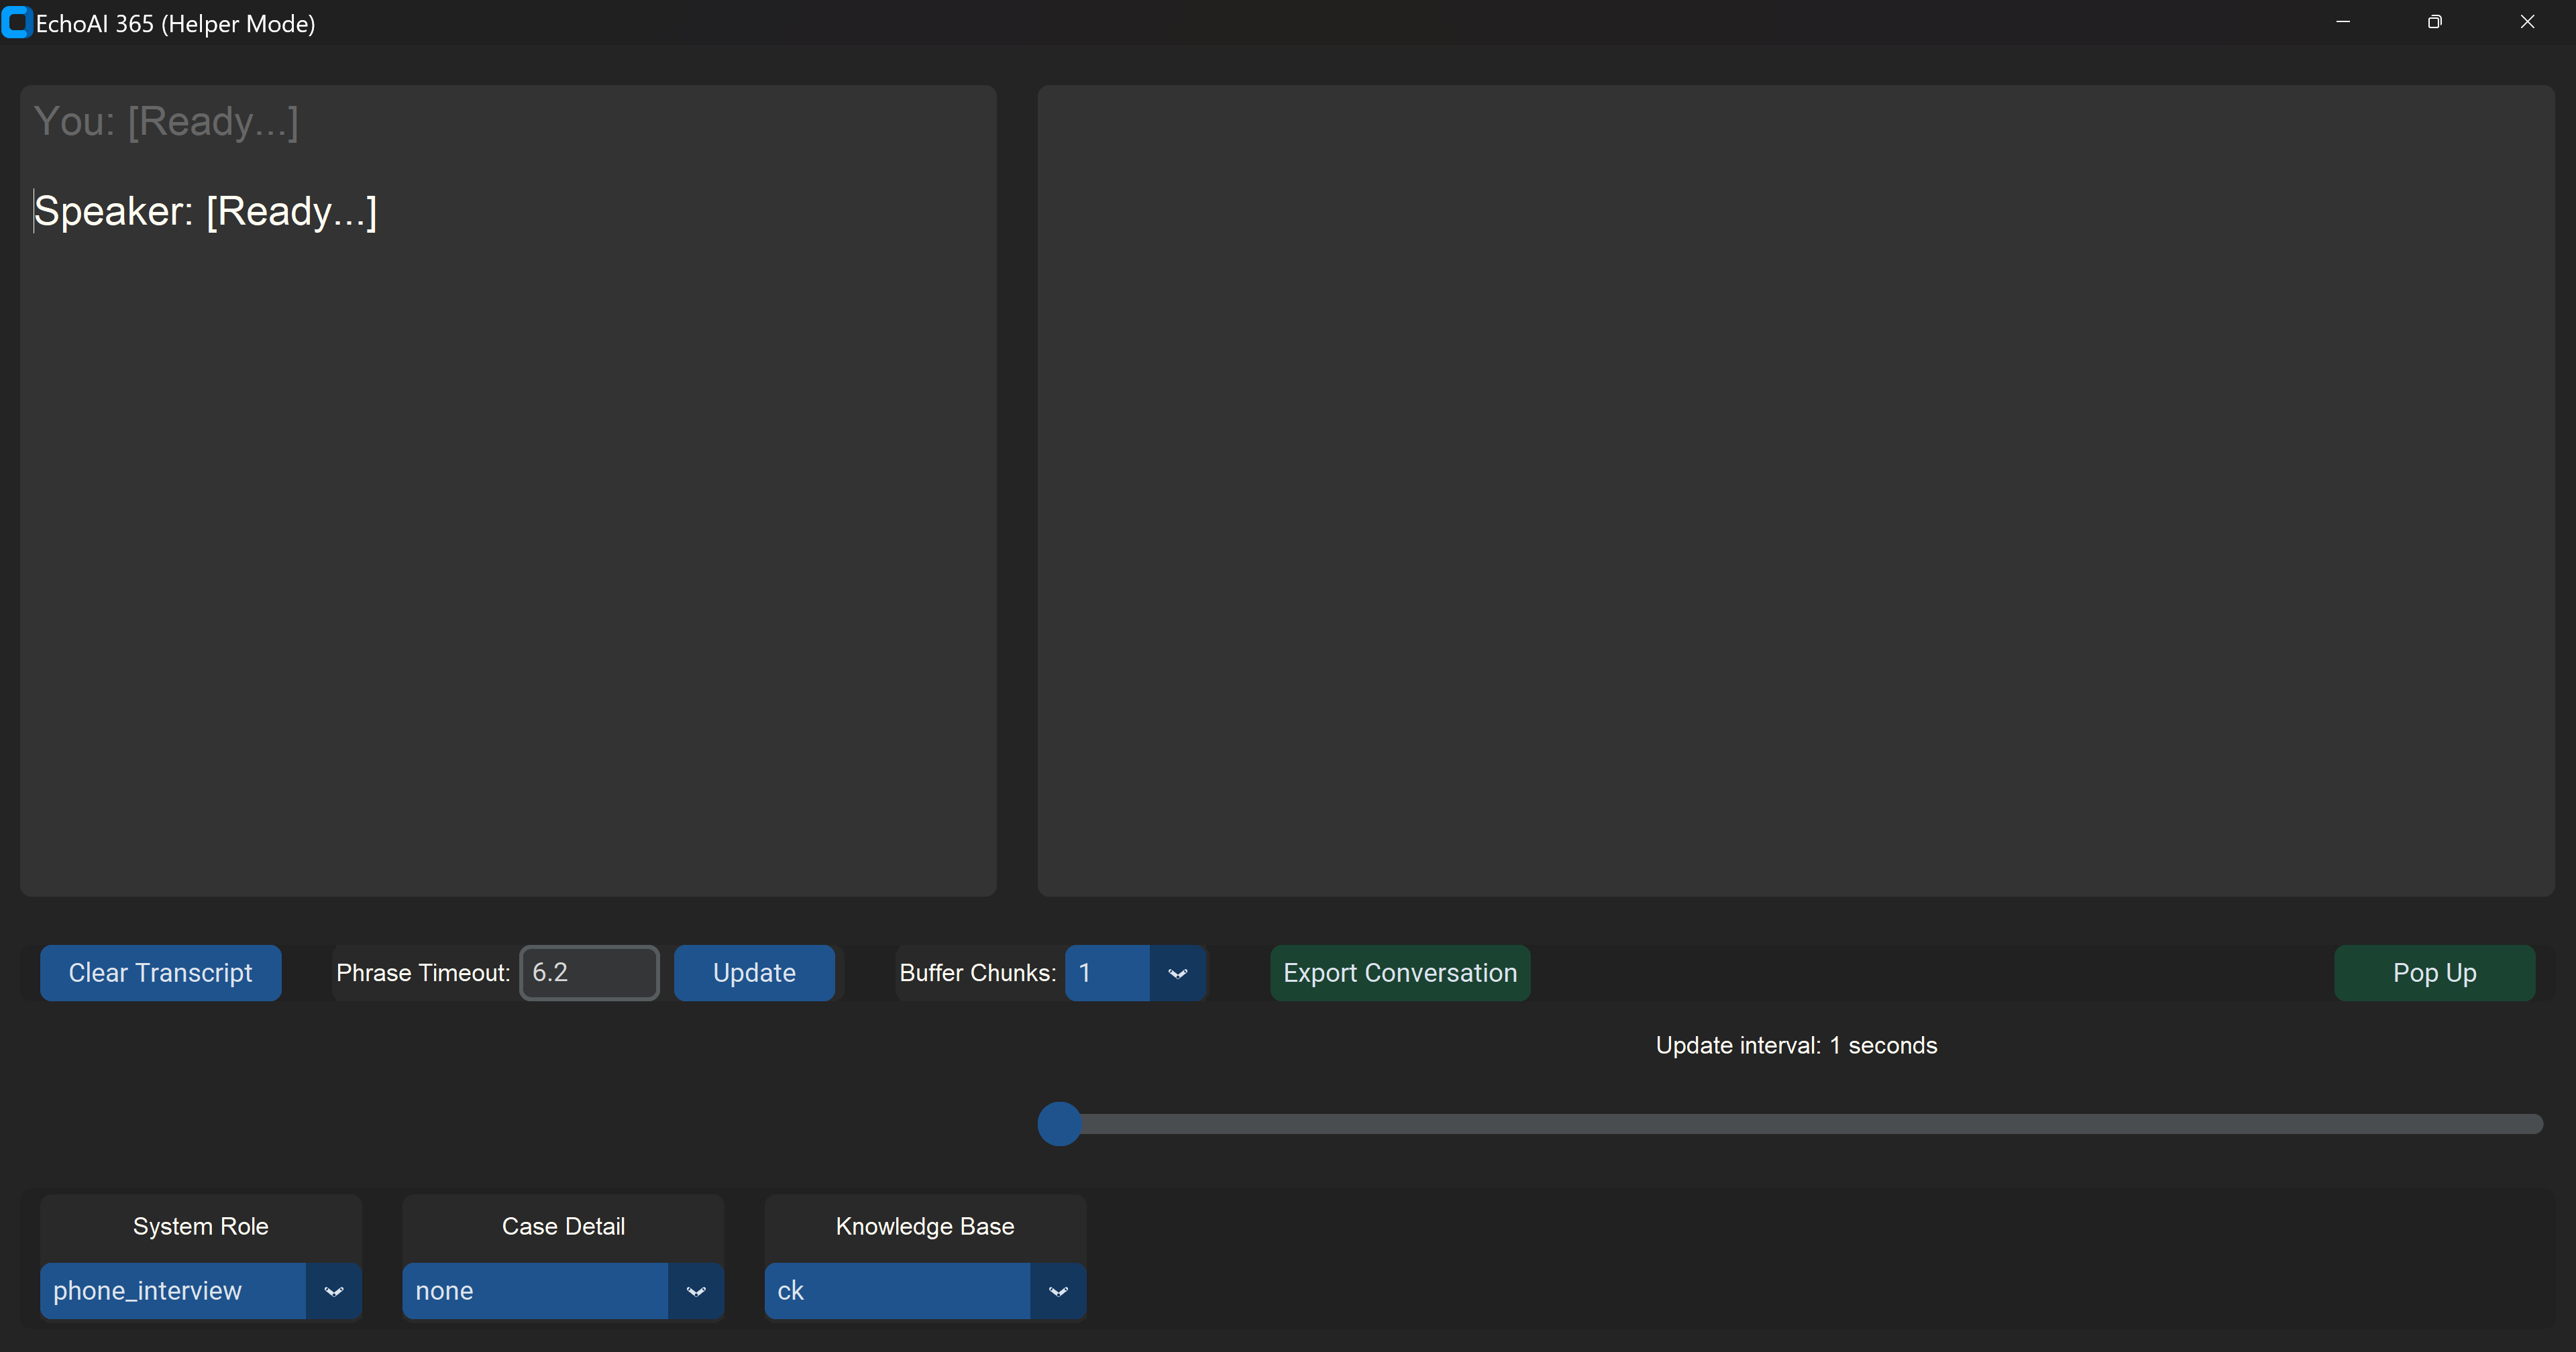 EchoAI 365 (Helper Mode)
You: [Ready...]
Speaker: [Ready...]
Clear Transcript
Phrase Timeout: 6.2
Update
Buffer Chunks: 1
Export Conversation
Pop Up
Update interval: 1 seconds
System Role
phone_interview
Case Detail
none
Knowledge Base
ck